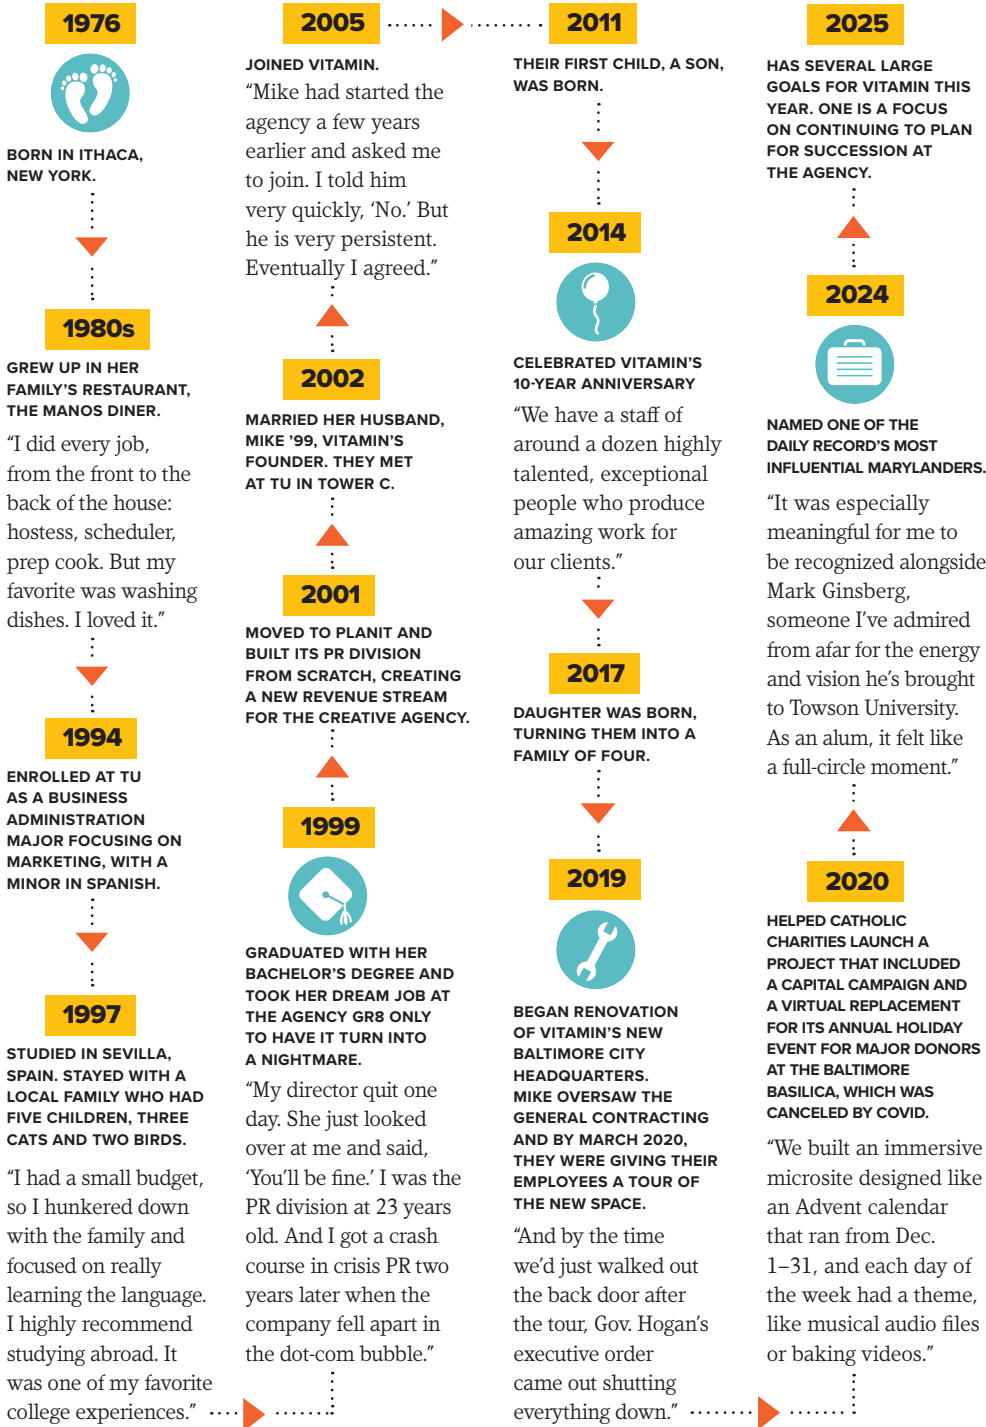 1976
BORN IN ITHACA,
NEW YORK.
1980s
GREW UP IN HER
FAMILY'S RESTAURANT,
THE MANOS DINER.
"I did every job,
from the front to the
back of the house:
hostess, scheduler,
prep cook. But my
favorite was washing
dishes. I loved it."
1994
ENROLLED AT TU
AS A BUSINESS
ADMINISTRATION
MAJOR FOCUSING ON
MARKETING, WITH A
MINOR IN SPANISH.
1997
STUDIED IN SEVILLA,
SPAIN. STAYED WITH A
LOCAL FAMILY WHO HAD
FIVE CHILDREN, THREE
CATS AND TWO BIRDS.
"I had a small budget,
so I hunkered down
with the family and
focused on really
learning the language.
I highly recommend
studying abroad. It
was one of my favorite
college experiences."
1999
GRADUATED WITH HER
BACHELOR'S DEGREE AND
TOOK HER DREAM JOB AT
THE AGENCY GR8 ONLY
TO HAVE IT TURN INTO
A NIGHTMARE.
"My director quit one
day. She just looked
over at me and said,
'You'll be fine.' I was the
PR division at 23 years
old. And I got a crash
course in crisis PR two
years later when the
company fell apart in
the dot-com bubble."
2001
MOVED TO PLANIT AND
BUILT ITS PR DIVISION
FROM SCRATCH, CREATING
A NEW REVENUE STREAM
FOR THE CREATIVE AGENCY.
2002
MARRIED HER HUSBAND,
MIKE '99, VITAMIN'S
FOUNDER. THEY MET
AT TU IN TOWER C.
2005
JOINED VITAMIN.
"Mike had started the
agency a few years
earlier and asked me
to join. I told him
very quickly, 'No.' But
he is very persistent.
Eventually I agreed."
2011
THEIR FIRST CHILD, A SON,
WAS BORN.
2014
CELEBRATED VITAMIN'S
10-YEAR ANNIVERSARY
"We have a staff of
around a dozen highly
talented, exceptional
people who produce
amazing work for
our clients."
2017
DAUGHTER WAS BORN,
TURNING THEM INTO A
FAMILY OF FOUR.
2019
BEGAN RENOVATION
OF VITAMIN'S NEW
BALTIMORE CITY
HEADQUARTERS.
MIKE OVERSAW THE
GENERAL CONTRACTING
AND BY MARCH 2020,
THEY WERE GIVING THEIR
EMPLOYEES A TOUR OF
THE NEW SPACE.
"And by the time
we'd just walked out
the back door after
the tour, Gov. Hogan's
executive order
came out shutting
everything down."
2020
HELPED CATHOLIC
CHARITIES LAUNCH A
PROJECT THAT INCLUDED
A CAPITAL CAMPAIGN AND
A VIRTUAL REPLACEMENT
FOR ITS ANNUAL HOLIDAY
EVENT FOR MAJOR DONORS
AT THE BALTIMORE
BASILICA, WHICH WAS
CANCELED BY COVID.
"We built an immersive
microsite designed like
an Advent calendar
that ran from Dec.
1–31, and each day of
the week had a theme,
like musical audio files
or baking videos."
2024
NAMED ONE OF THE
DAILY RECORD'S MOST
INFLUENTIAL MARYLANDERS.
"It was especially
meaningful for me to
be recognized alongside
Mark Ginsberg,
someone I've admired
from afar for the energy
and vision he's brought
to Towson University.
As an alum, it felt like
a full-circle moment."
2025
HAS SEVERAL LARGE
GOALS FOR VITAMIN THIS
YEAR. ONE IS A FOCUS
ON CONTINUING TO PLAN
FOR SUCCESSION AT
THE AGENCY.